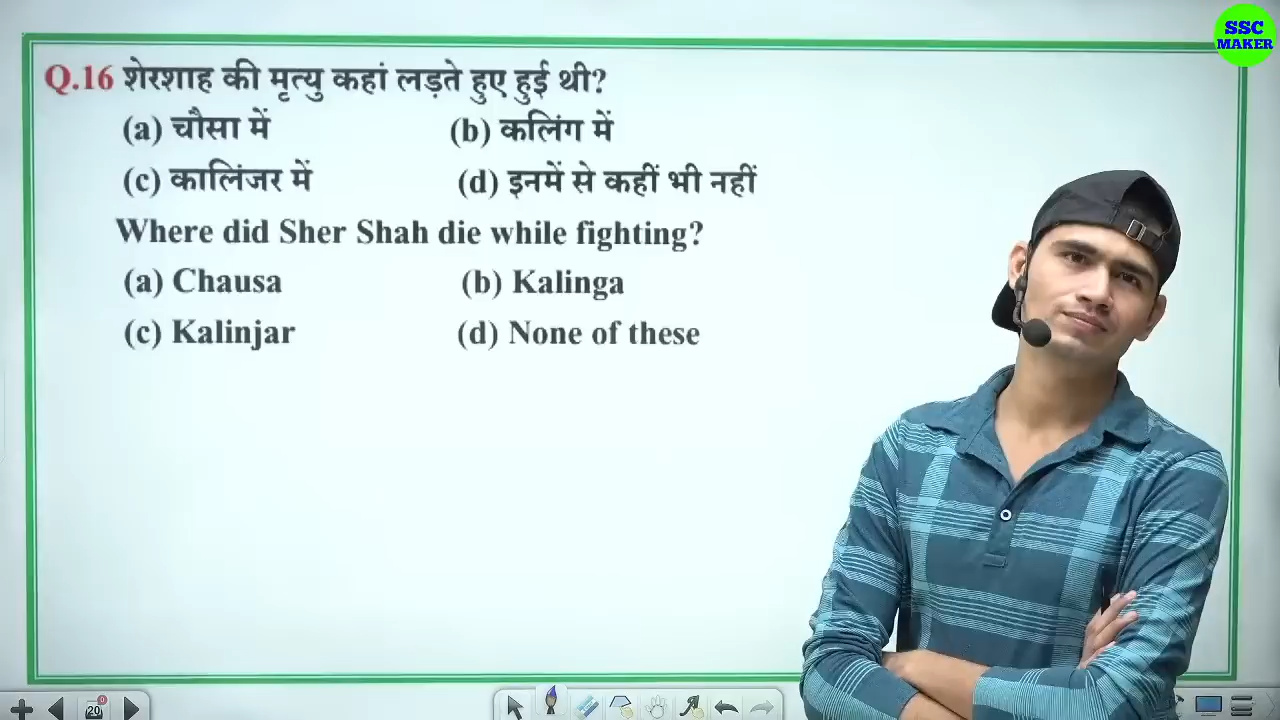 SSC
MAKER
Q.16 शेरशाह की मृत्यु कहां लड़ते हुए हुई थी?
(a) चौसा में (b) कलिंग में
(c) कालिंजर में (d) इनमें से कहीं भी नहीं
Where did Sher Shah die while fighting?
(a) Chausa (b) Kalinga
(c) Kalinjar (d) None of these
20
0